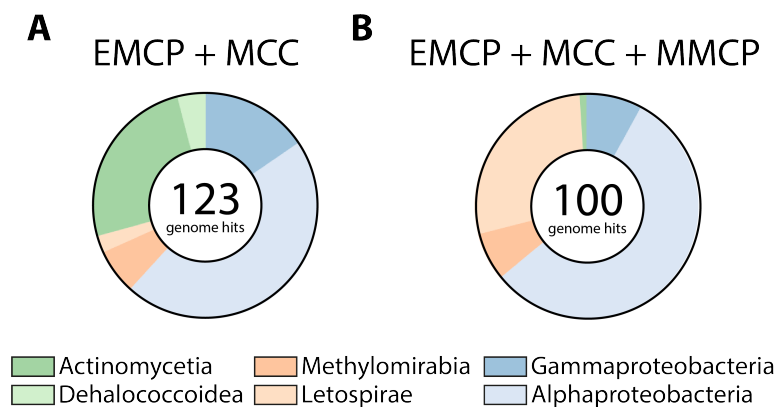 A
EMCP + MCC
123
genome hits
B
EMCP + MCC + MMCP
100
genome hits
Actinomycetia
Methylomirabia
Gammaproteobacteria
Dehalococcoidea
Letospirae
Alphaproteobacteria